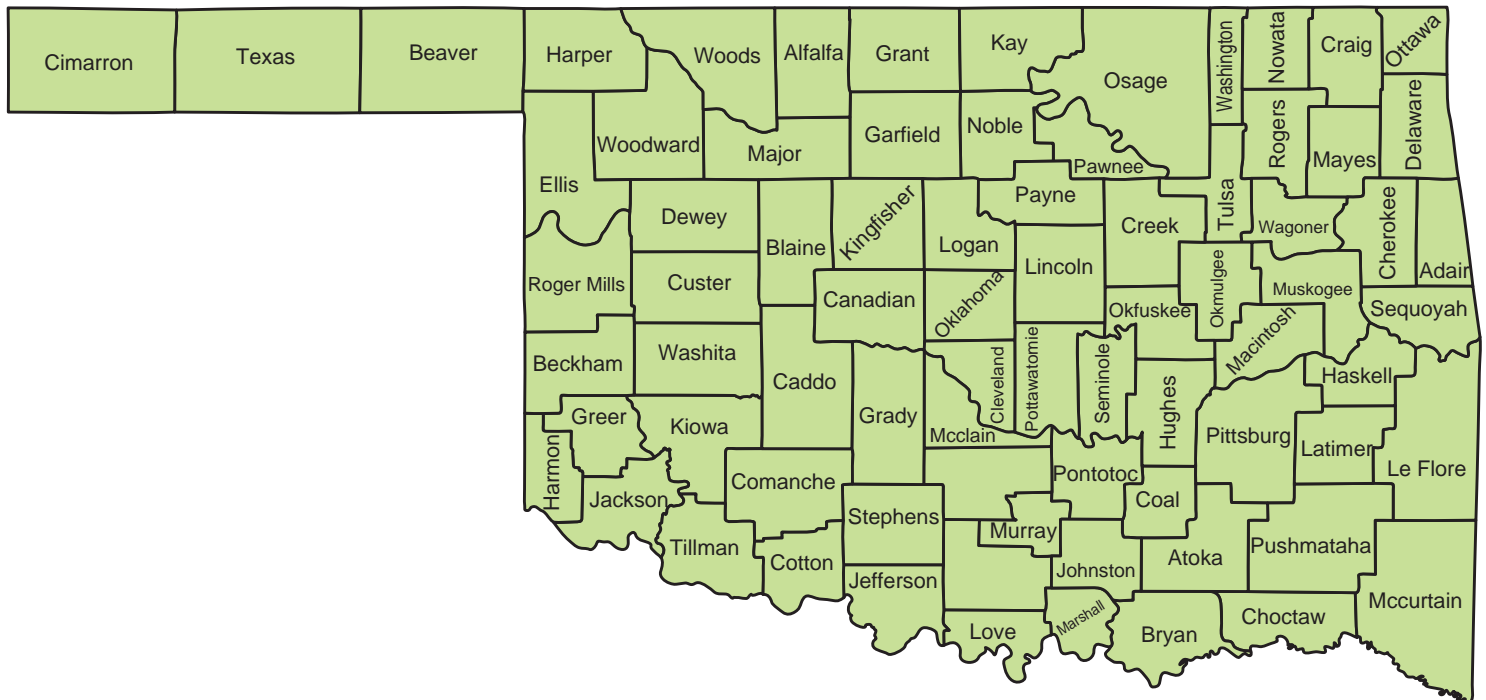 Cimarron
Texas
Beaver
Harper
Woods
Alfalfa
Grant
Kay
Osage
Washington
Nowata
Craig
Ottawa
Woodward
Major
Garfield
Noble
Pawnee
Rogers
Mayes
Delaware
Ellis
Dewey
Blaine
Kingfisher
Logan
Payne
Creek
Tulsa
Wagoner
Cherokee
Adair
Roger Mills
Custer
Canadian
Oklahoma
Lincoln
Okfuskee
Okmulgee
Muskogee
Sequoyah
Beckham
Washita
Caddo
Grady
Cleveland
Pottawatomie
Seminole
Hughes
Macintosh
Haskell
Greer
Kiowa
Mcclain
Pittsburg
Latimer
Le Flore
Harmon
Jackson
Comanche
Stephens
Pontotoc
Coal
Tillman
Cotton
Jefferson
Murray
Johnston
Atoka
Pushmataha
Mccurtain
Love
Marshall
Bryan
Choctaw